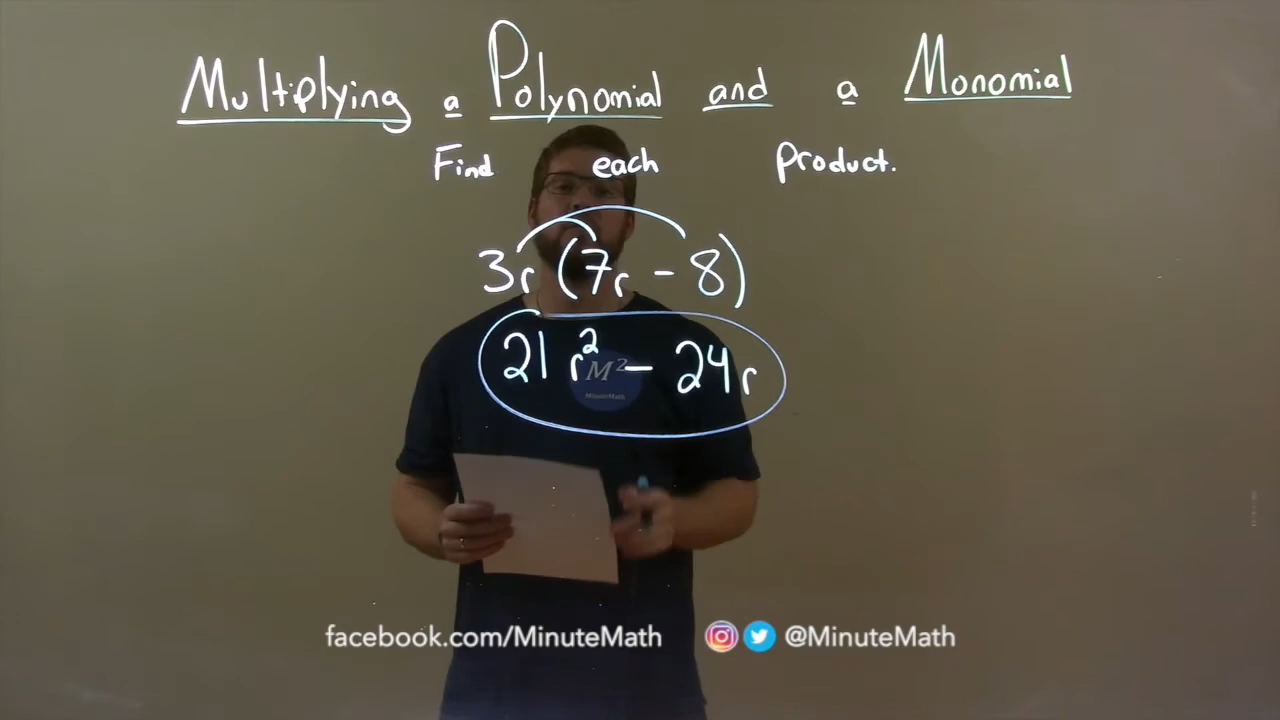 Multiplying a Polynomial and a Monomial
Find each product.
3r(7r - 8)
21r² - 24r
M²
MinuteMath
facebook.com/MinuteMath @MinuteMath